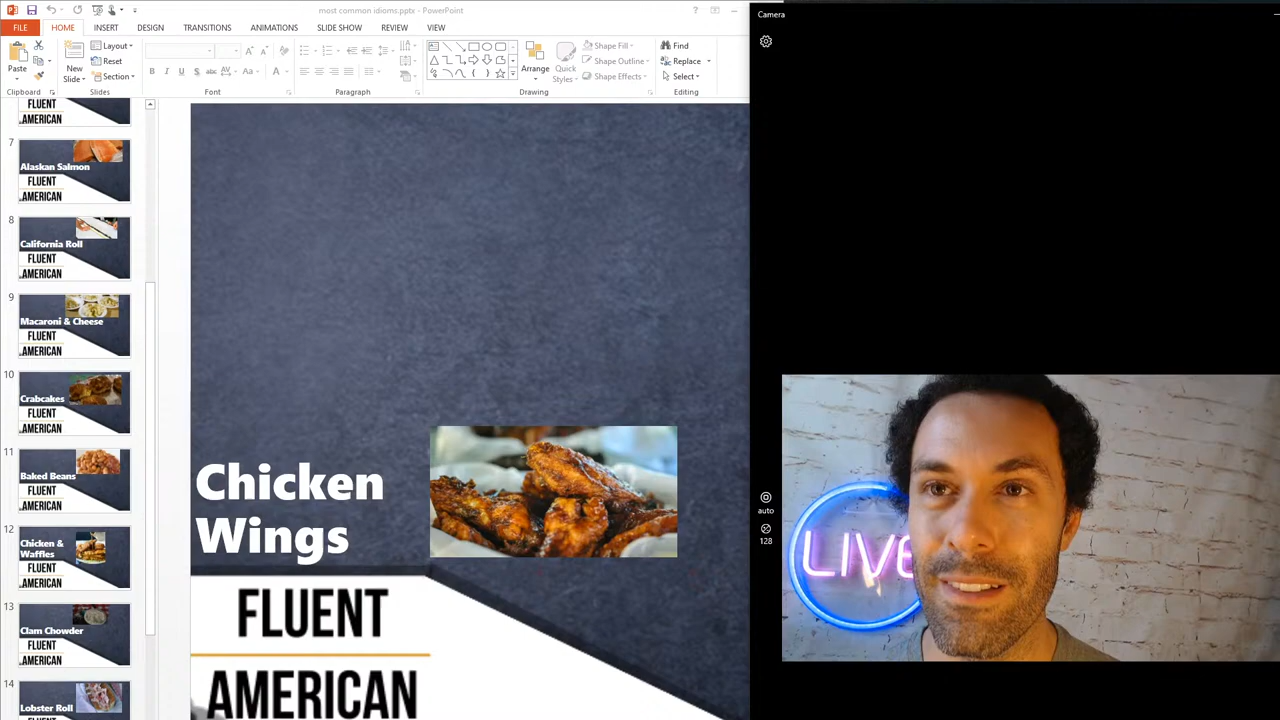 most common idioms.pptx - PowerPoint
Camera
FILE HOME INSERT DESIGN TRANSITIONS ANIMATIONS SLIDE SHOW REVIEW VIEW
Paste
New Slide
Layout
Reset
Section
B I U S abc AV Aa A
Arrange
Quick Styles
Shape Fill
Shape Outline
Shape Effects
Find
Replace
Select
Clipboard Slides Font Paragraph Drawing Editing
FLUENT
AMERICAN
7
Alaskan Salmon
FLUENT
AMERICAN
8
California Roll
FLUENT
AMERICAN
9
Macaroni & Cheese
FLUENT
AMERICAN
10
Crabcakes
FLUENT
AMERICAN
11
Baked Beans
FLUENT
AMERICAN
12
Chicken &
Waffles
FLUENT
AMERICAN
13
Clam Chowder
FLUENT
AMERICAN
14
Lobster Roll
FLUENT
Chicken
Wings
FLUENT
AMERICAN
auto
128
LIVE